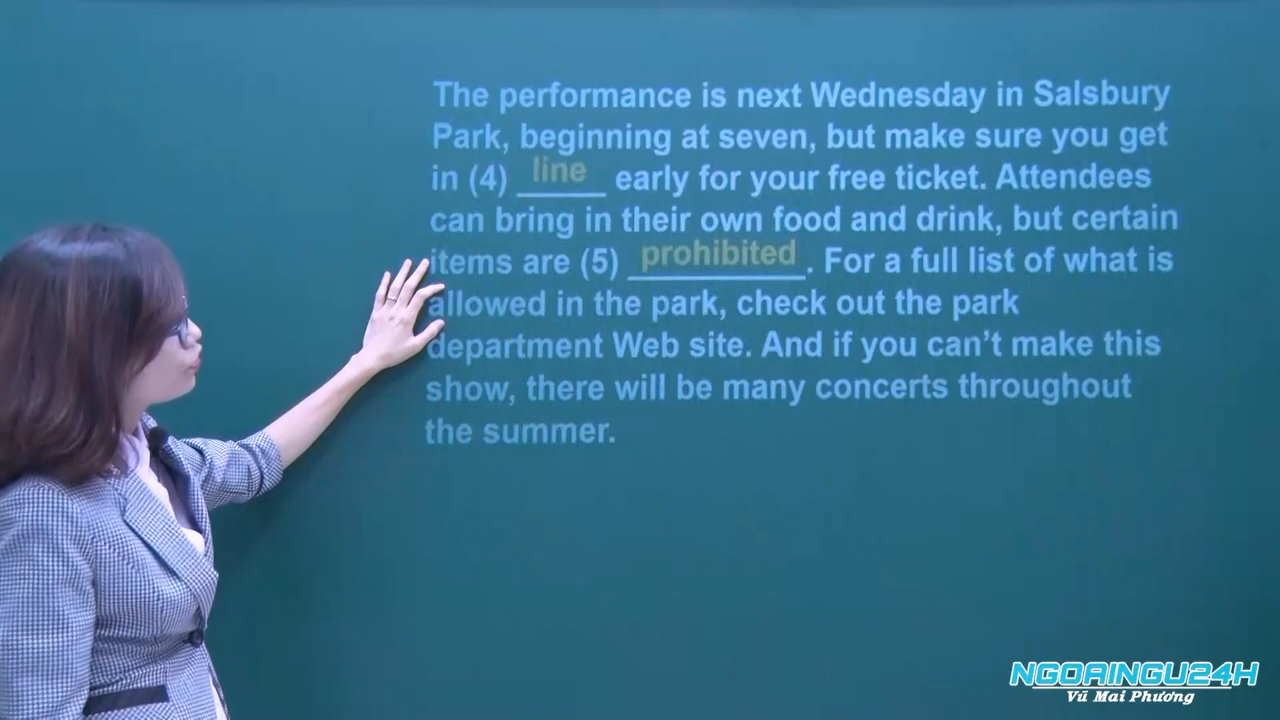 The performance is next Wednesday in Salsbury
Park, beginning at seven, but make sure you get
in (4) line early for your free ticket. Attendees
can bring in their own food and drink, but certain
items are (5) prohibited. For a full list of what is
allowed in the park, check out the park
department Web site. And if you can't make this
show, there will be many concerts throughout
the summer.
NGOAINGU24H
Vũ Mai Phương